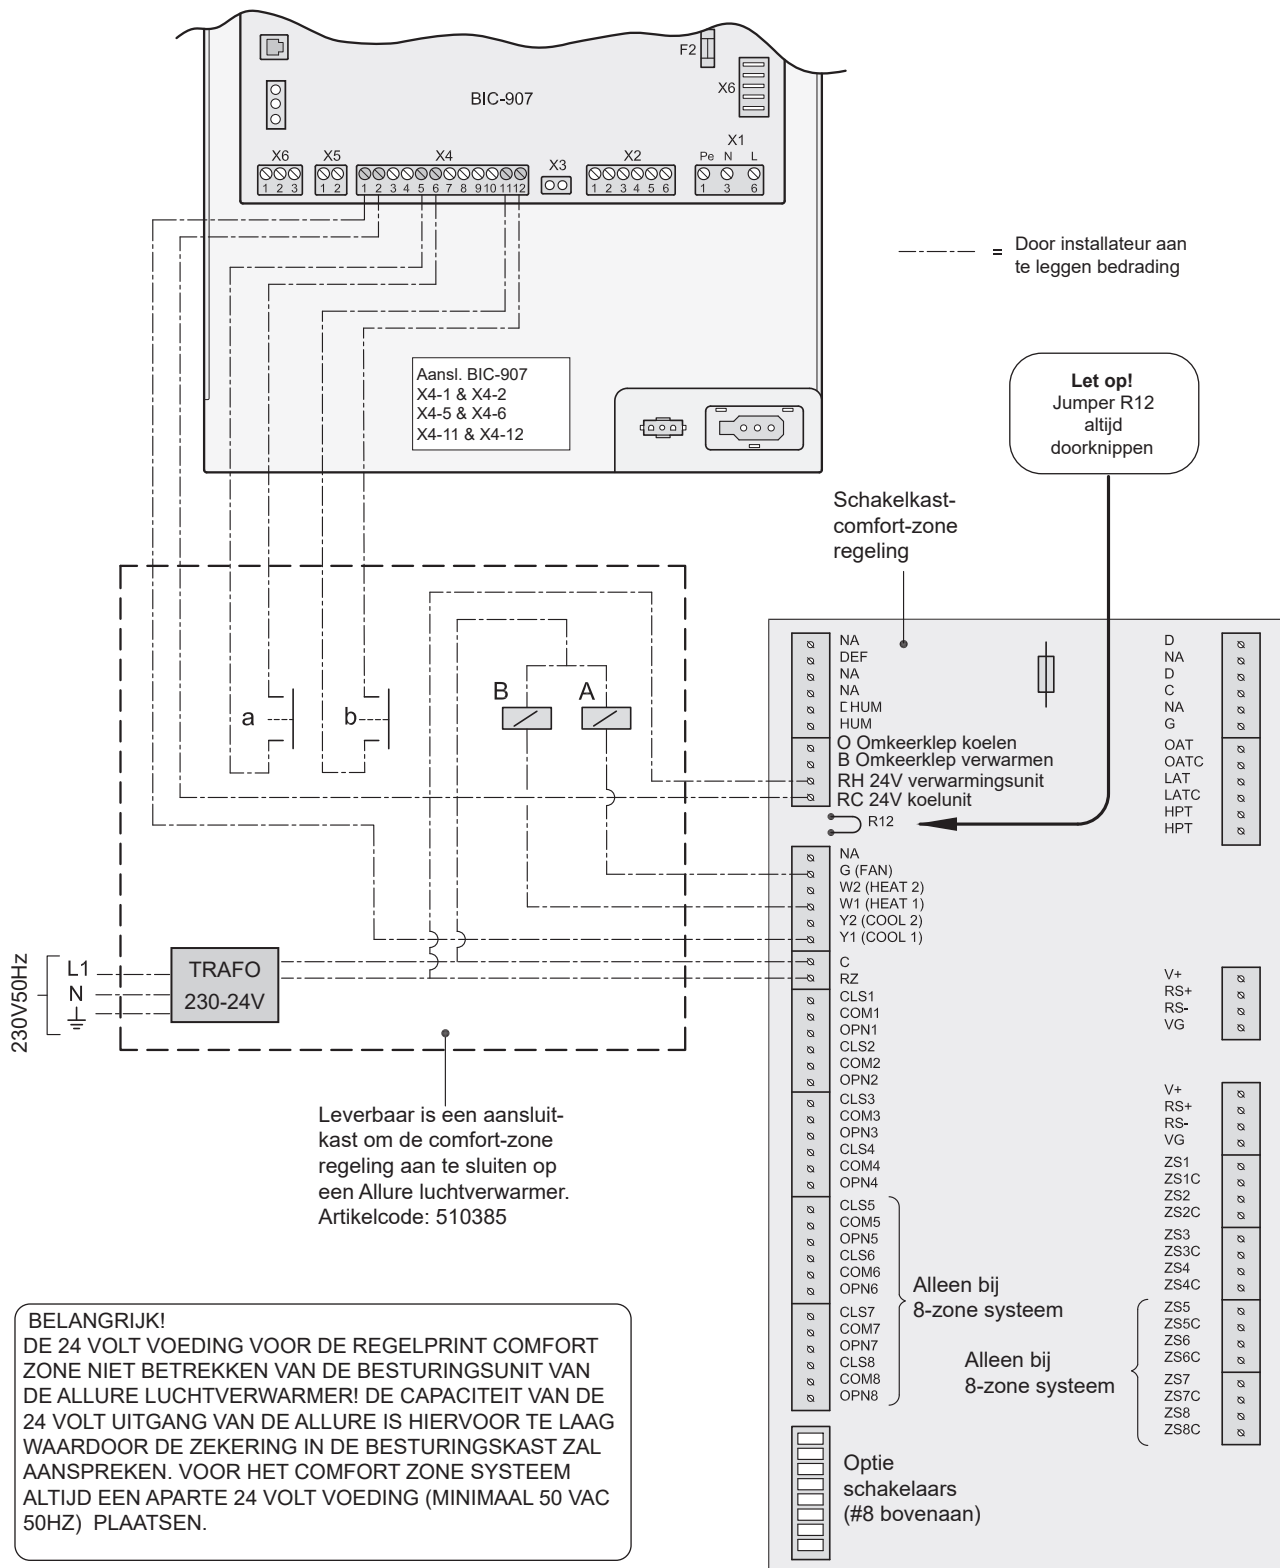 F2
X6
BIC-907
X6 X5 X4 X3 X2 X1
Pe N L
1 2 3 1 2 1 2 3 4 5 6 7 8 9 10 11 12 1 2 3 4 5 6 1 3 6
= Door installateur aan
te leggen bedrading
Aansl. BIC-907
X4-1 & X4-2
X4-5 & X4-6
X4-11 & X4-12
Let op!
Jumper R12
altijd
doorknippen
Schakelkast-
comfort-zone
regeling
a
b
B
A
NA
DEF
NA
NA
DHUM
HUM
O Omkeerklep koelen
B Omkeerklep verwarmen
RH 24V verwarmingsunit
RC 24V koelunit
R12
NA
G (FAN)
W2 (HEAT 2)
W1 (HEAT 1)
Y2 (COOL 2)
Y1 (COOL 1)
C
RZ
CLS1
COM1
OPN1
CLS2
COM2
OPN2
CLS3
COM3
OPN3
CLS4
COM4
OPN4
CLS5
COM5
OPN5
CLS6
COM6
OPN6
CLS7
COM7
OPN7
CLS8
COM8
OPN8
Alleen bij
8-zone systeem
Optie
schakelaars
(#8 bovenaan)
D
NA
D
C
NA
G
OAT
OATC
LAT
LATC
HPT
HPT
V+
RS+
RS-
VG
V+
RS+
RS-
VG
ZS1
ZS1C
ZS2
ZS2C
ZS3
ZS3C
ZS4
ZS4C
ZS5
ZS5C
ZS6
ZS6C
ZS7
ZS7C
ZS8
ZS8C
Alleen bij
8-zone systeem
230V50Hz
L1
N
TRAFO
230-24V
Leverbaar is een aansluit-
kast om de comfort-zone
regeling aan te sluiten op
een Allure luchtverwarmer.
Artikelcode: 510385
BELANGRIJK!
DE 24 VOLT VOEDING VOOR DE REGELPRINT COMFORT
ZONE NIET BETREKKEN VAN DE BESTURINGSUNIT VAN
DE ALLURE LUCHTVERWARMER! DE CAPACITEIT VAN DE
24 VOLT UITGANG VAN DE ALLURE IS HIERVOOR TE LAAG
WAARDOOR DE ZEKERING IN DE BESTURINGSKAST ZAL
AANSPREKEN. VOOR HET COMFORT ZONE SYSTEEM
ALTIJD EEN APARTE 24 VOLT VOEDING (MINIMAAL 50 VAC
50HZ) PLAATSEN.